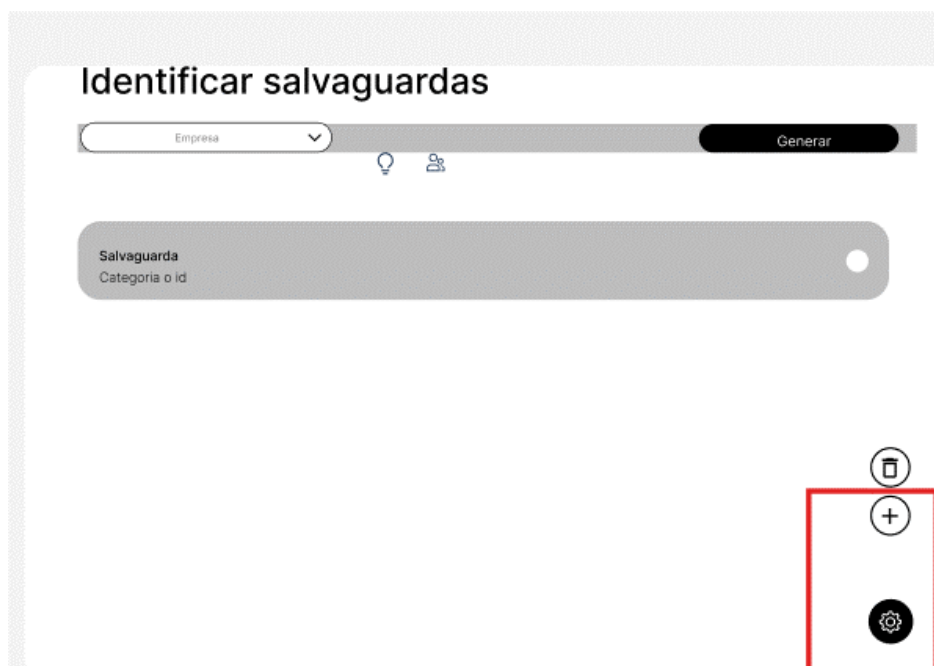 Identificar salvaguardas
Empresa
Generar
Salvaguarda
Categoria o id